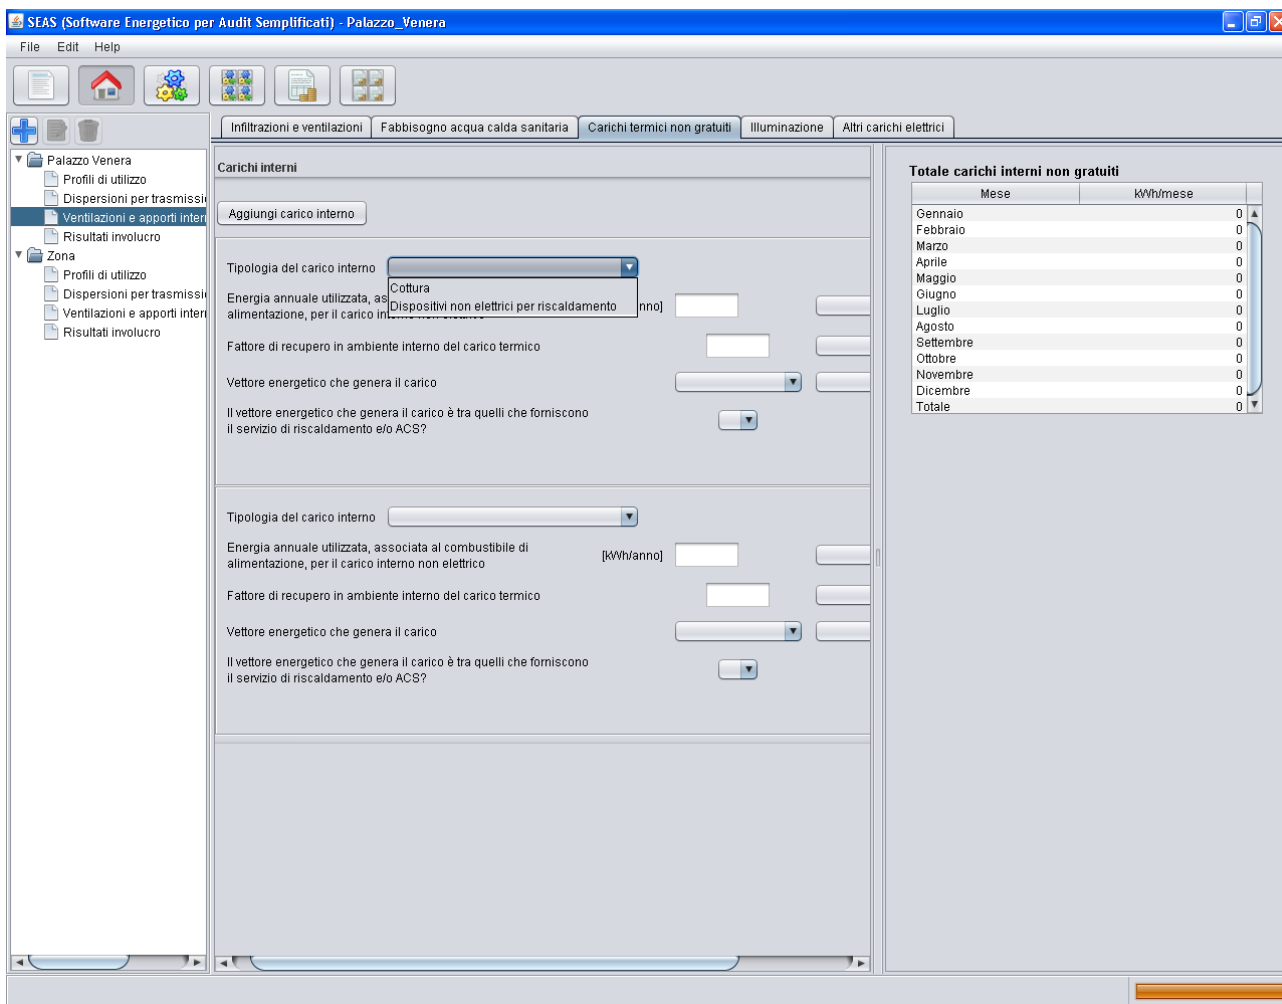 SEAS (Software Energetico per Audit Semplificati) - Palazzo_Venera
File Edit Help
Infiltrazioni e ventilazioni Fabbisogno acqua calda sanitaria Carichi termici non gratuiti Illuminazione Altri carichi elettrici
Palazzo Venera
Profili di utilizzo
Dispersioni per trasmissi
Ventilazioni e apporti inter
Risultati involucro
Zona
Profili di utilizzo
Dispersioni per trasmissi
Ventilazioni e apporti inter
Risultati involucro
Carichi interni
Aggiungi carico interno
Tipologia del carico interno
Cottura
Dispositivi non elettrici per riscaldamento
Energia annuale utilizzata, as nno]
alimentazione, per il carico interno non elettrico
Fattore di recupero in ambiente interno del carico termico
Vettore energetico che genera il carico
Il vettore energetico che genera il carico è tra quelli che forniscono
il servizio di riscaldamento e/o ACS?
Tipologia del carico interno
Energia annuale utilizzata, associata al combustibile di [kWh/anno]
alimentazione, per il carico interno non elettrico
Fattore di recupero in ambiente interno del carico termico
Vettore energetico che genera il carico
Il vettore energetico che genera il carico è tra quelli che forniscono
il servizio di riscaldamento e/o ACS?
Totale carichi interni non gratuiti
Mese kWh/mese
Gennaio 0
Febbraio 0
Marzo 0
Aprile 0
Maggio 0
Giugno 0
Luglio 0
Agosto 0
Settembre 0
Ottobre 0
Novembre 0
Dicembre 0
Totale 0